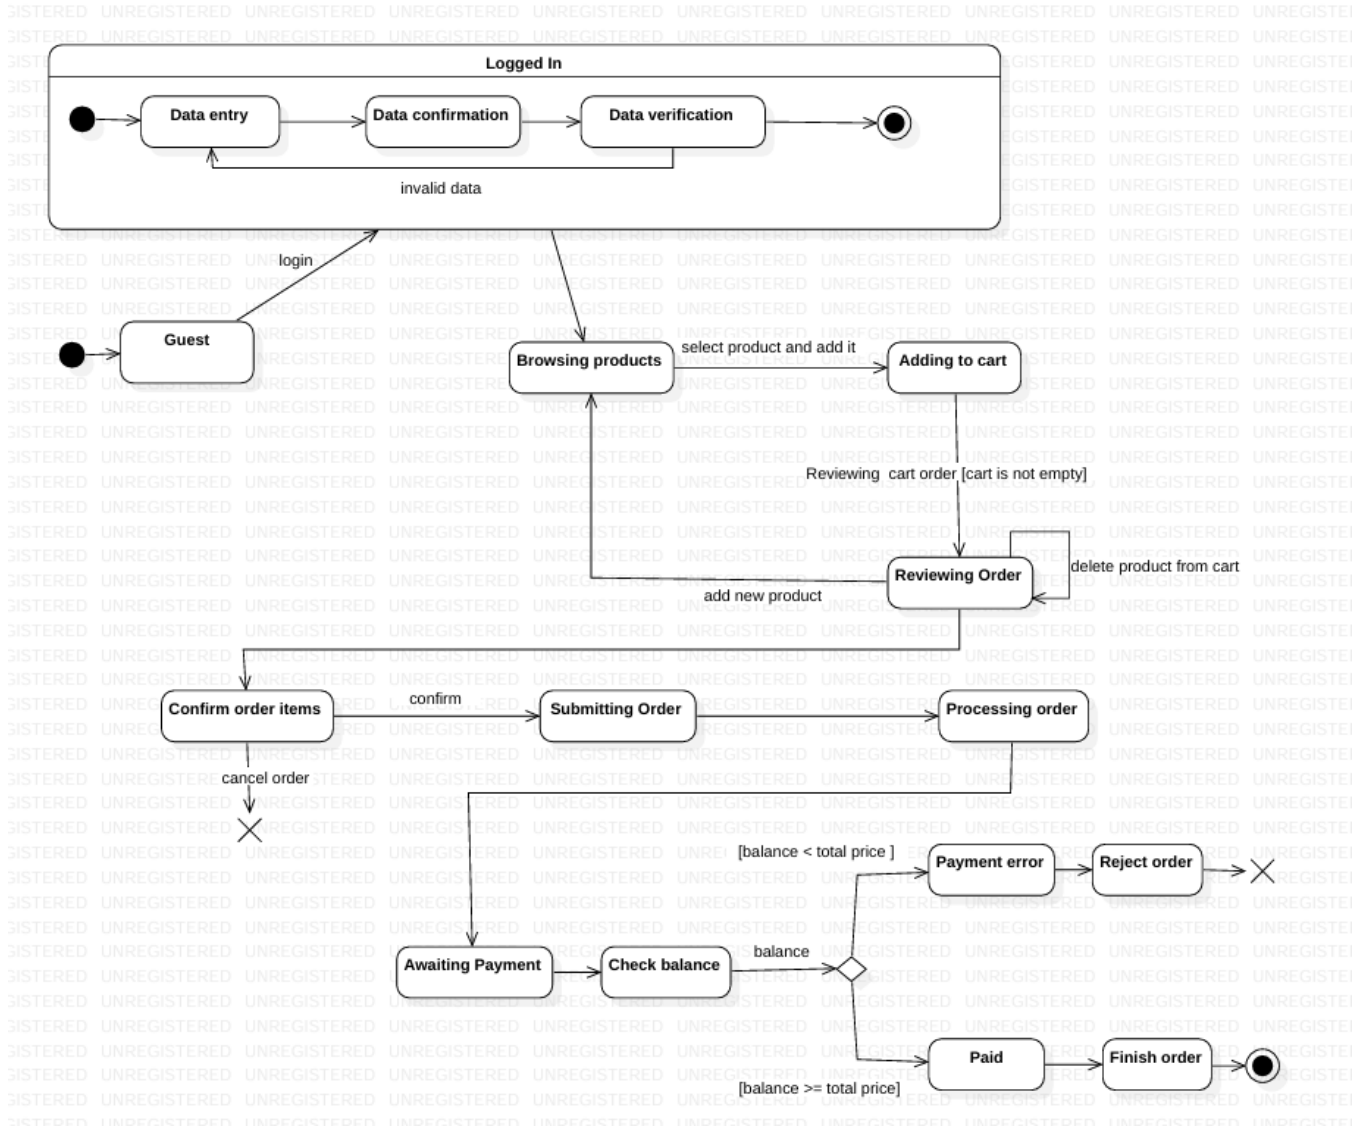 Logged In
Data entry
Data confirmation
Data verification
invalid data
login
Guest
Browsing products
select product and add it
Adding to cart
Reviewing  cart order [cart is not empty]
Reviewing Order
delete product from cart
add new product
Confirm order items
confirm
Submitting Order
Processing order
cancel order
[balance < total price ]
Payment error
Reject order
Awaiting Payment
Check balance
balance
Paid
Finish order
[balance >= total price]
UNREGISTERED